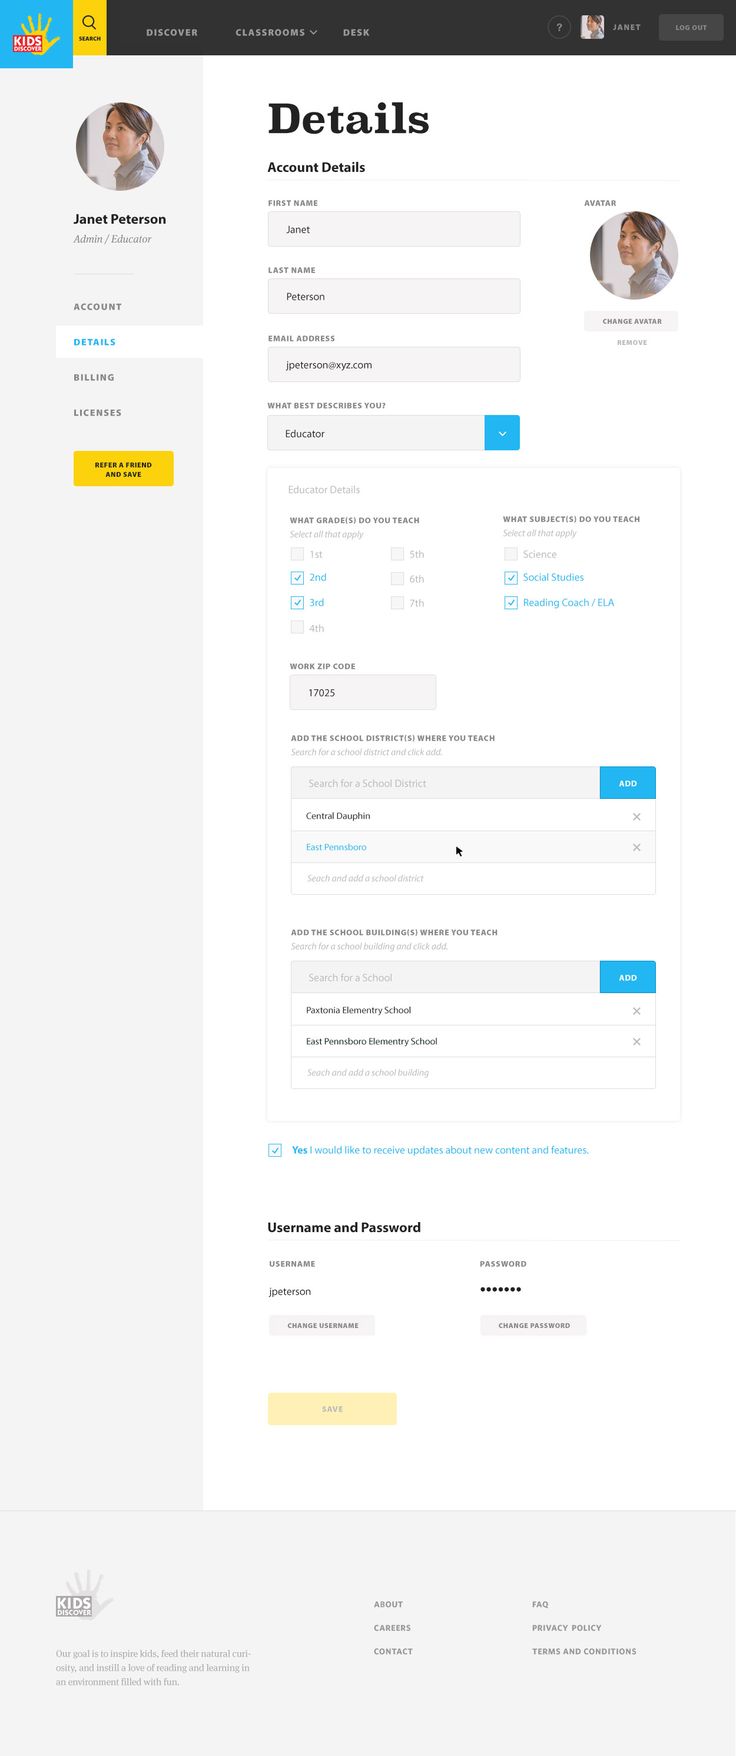 KIDS
DISCOVER
SEARCH
DISCOVER
CLASSROOMS
DESK
?
JANET
LOG OUT
Janet Peterson
Admin / Educator
ACCOUNT
DETAILS
BILLING
LICENSES
REFER A FRIEND
AND SAVE
Details
Account Details
FIRST NAME
Janet
LAST NAME
Peterson
EMAIL ADDRESS
jpeterson@xyz.com
AVATAR
CHANGE AVATAR
REMOVE
WHAT BEST DESCRIBES YOU?
Educator
Educator Details
WHAT GRADE(S) DO YOU TEACH
Select all that apply
1st
2nd
3rd
4th
5th
6th
7th
WHAT SUBJECT(S) DO YOU TEACH
Select all that apply
Science
Social Studies
Reading Coach / ELA
WORK ZIP CODE
17025
ADD THE SCHOOL DISTRICT(S) WHERE YOU TEACH
Search for a school district and click add.
Search for a School District
ADD
Central Dauphin
East Pennsboro
Seach and add a school district
ADD THE SCHOOL BUILDING(S) WHERE YOU TEACH
Search for a school building and click add.
Search for a School
ADD
Paxtonia Elementry School
East Pennsboro Elementry School
Seach and add a school building
Yes I would like to receive updates about new content and features.
Username and Password
USERNAME
jpeterson
CHANGE USERNAME
PASSWORD
•••••••
CHANGE PASSWORD
SAVE
KIDS
DISCOVER
Our goal is to inspire kids, feed their natural curi-
osity, and instill a love of reading and learning in
an environment filled with fun.
ABOUT
CAREERS
CONTACT
FAQ
PRIVACY POLICY
TERMS AND CONDITIONS